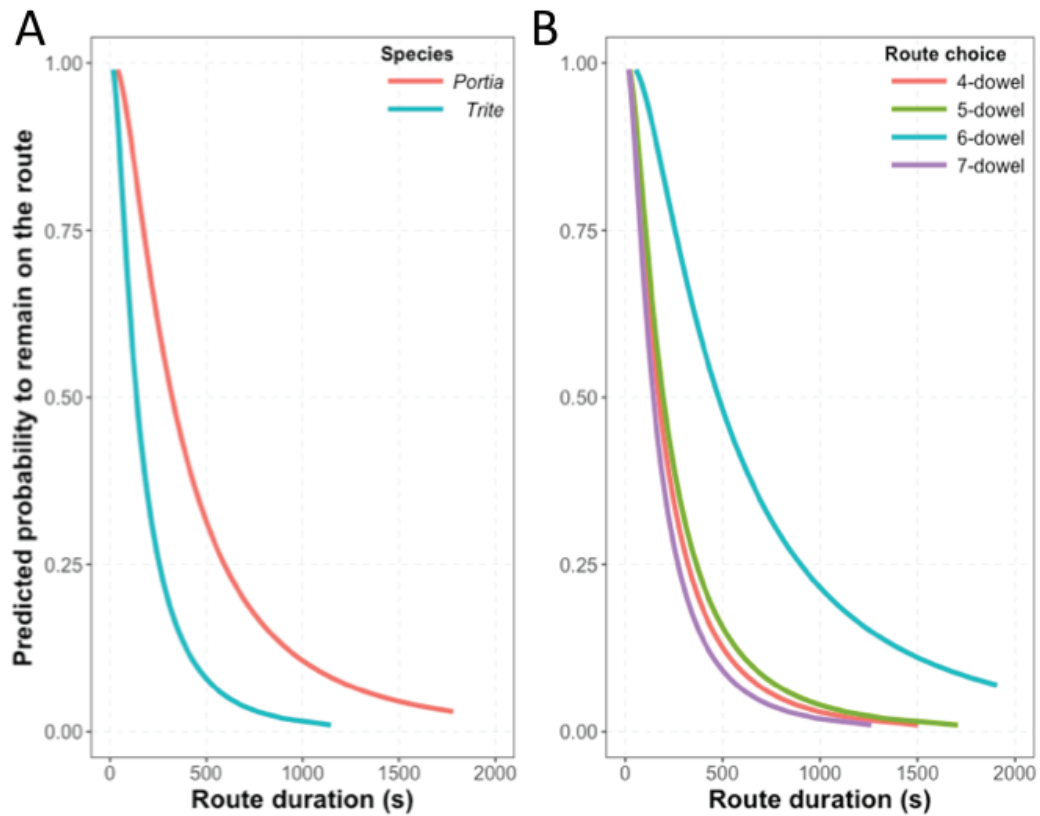 A
Predicted probability to remain on the route
1.00
0.75
0.50
0.25
0.00
Species
Portia
Trite
0 500 1000 1500 2000
Route duration (s)
B
1.00
0.75
0.50
0.25
0.00
Route choice
4-dowel
5-dowel
6-dowel
7-dowel
0 500 1000 1500 2000
Route duration (s)